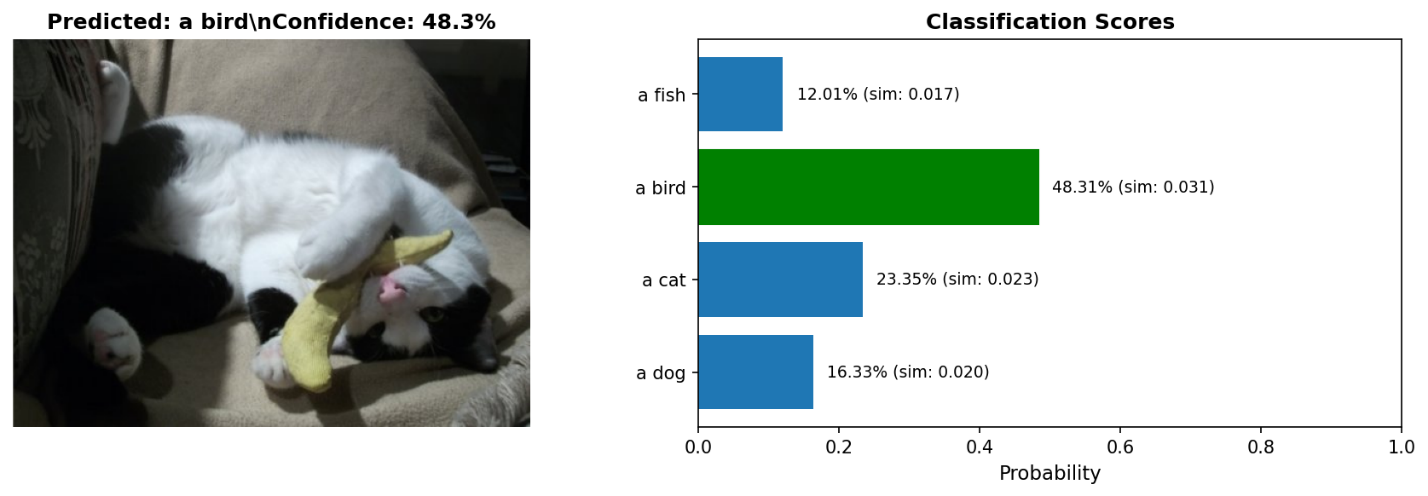 Predicted: a bird\nConfidence: 48.3%
Classification Scores
a fish
12.01% (sim: 0.017)
a bird
48.31% (sim: 0.031)
a cat
23.35% (sim: 0.023)
a dog
16.33% (sim: 0.020)
0.0 0.2 0.4 0.6 0.8 1.0
Probability